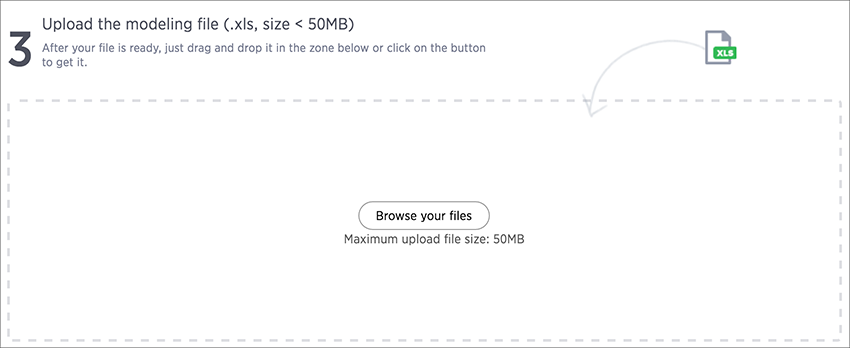 3
Upload the modeling file (.xls, size < 50MB)
After your file is ready, just drag and drop it in the zone below or click on the button
to get it.
XLS
Browse your files
Maximum upload file size: 50MB